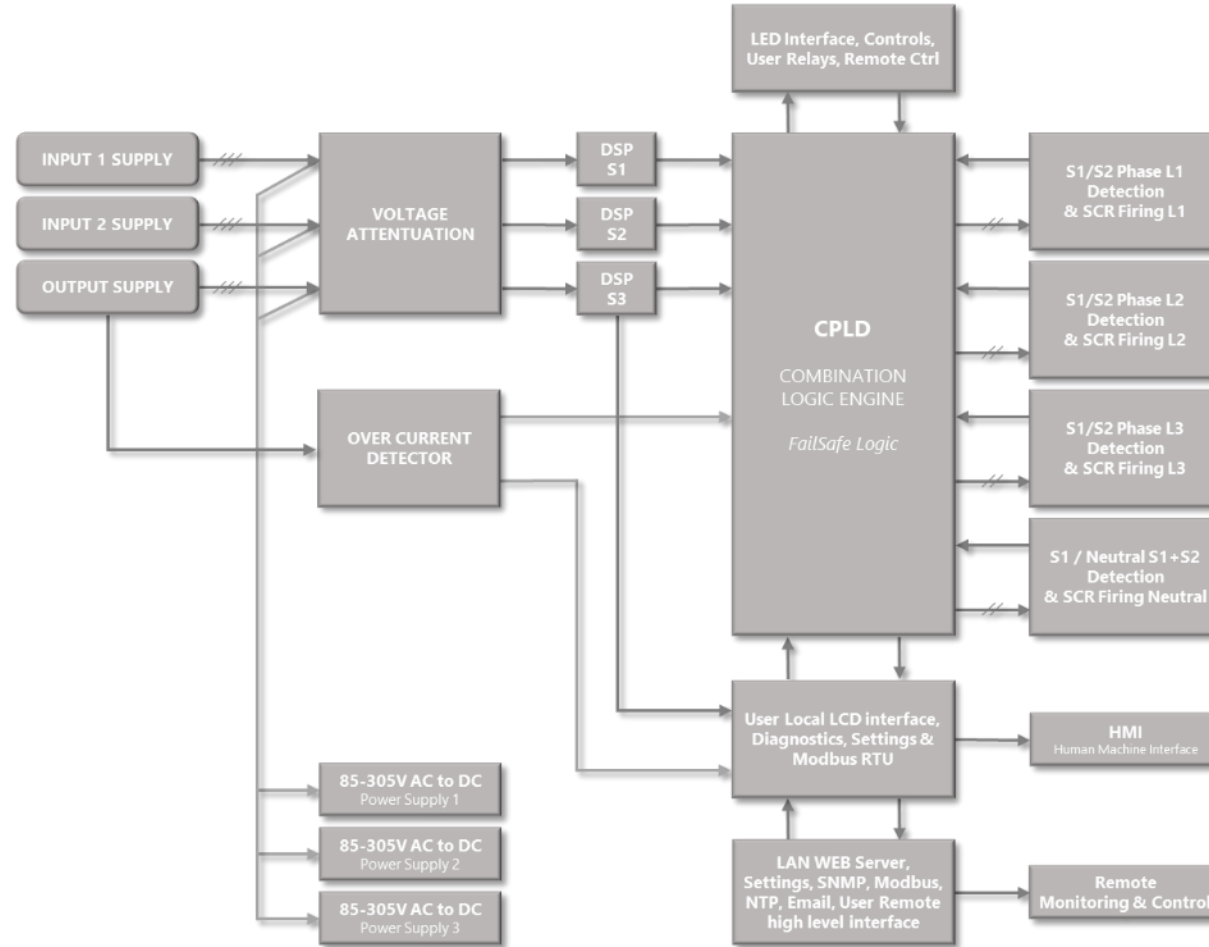 LED Interface, Controls,
User Relays, Remote Ctrl
INPUT 1 SUPPLY
INPUT 2 SUPPLY
OUTPUT SUPPLY
VOLTAGE
ATTENTUATION
DSP
S1
DSP
S2
DSP
S3
CPLD
COMBINATION
LOGIC ENGINE
FailSafe Logic
S1/S2 Phase L1
Detection
& SCR Firing L1
S1/S2 Phase L2
Detection
& SCR Firing L2
S1/S2 Phase L3
Detection
& SCR Firing L3
S1 / Neutral S1+S2
Detection
& SCR Firing Neutral
OVER CURRENT
DETECTOR
User Local LCD interface,
Diagnostics, Settings &
Modbus RTU
HMI
Human Machine Interface
85-305V AC to DC
Power Supply 1
85-305V AC to DC
Power Supply 2
85-305V AC to DC
Power Supply 3
LAN WEB Server,
Settings, SNMP, Modbus,
NTP, Email, User Remote
high level interface
Remote
Monitoring & Control